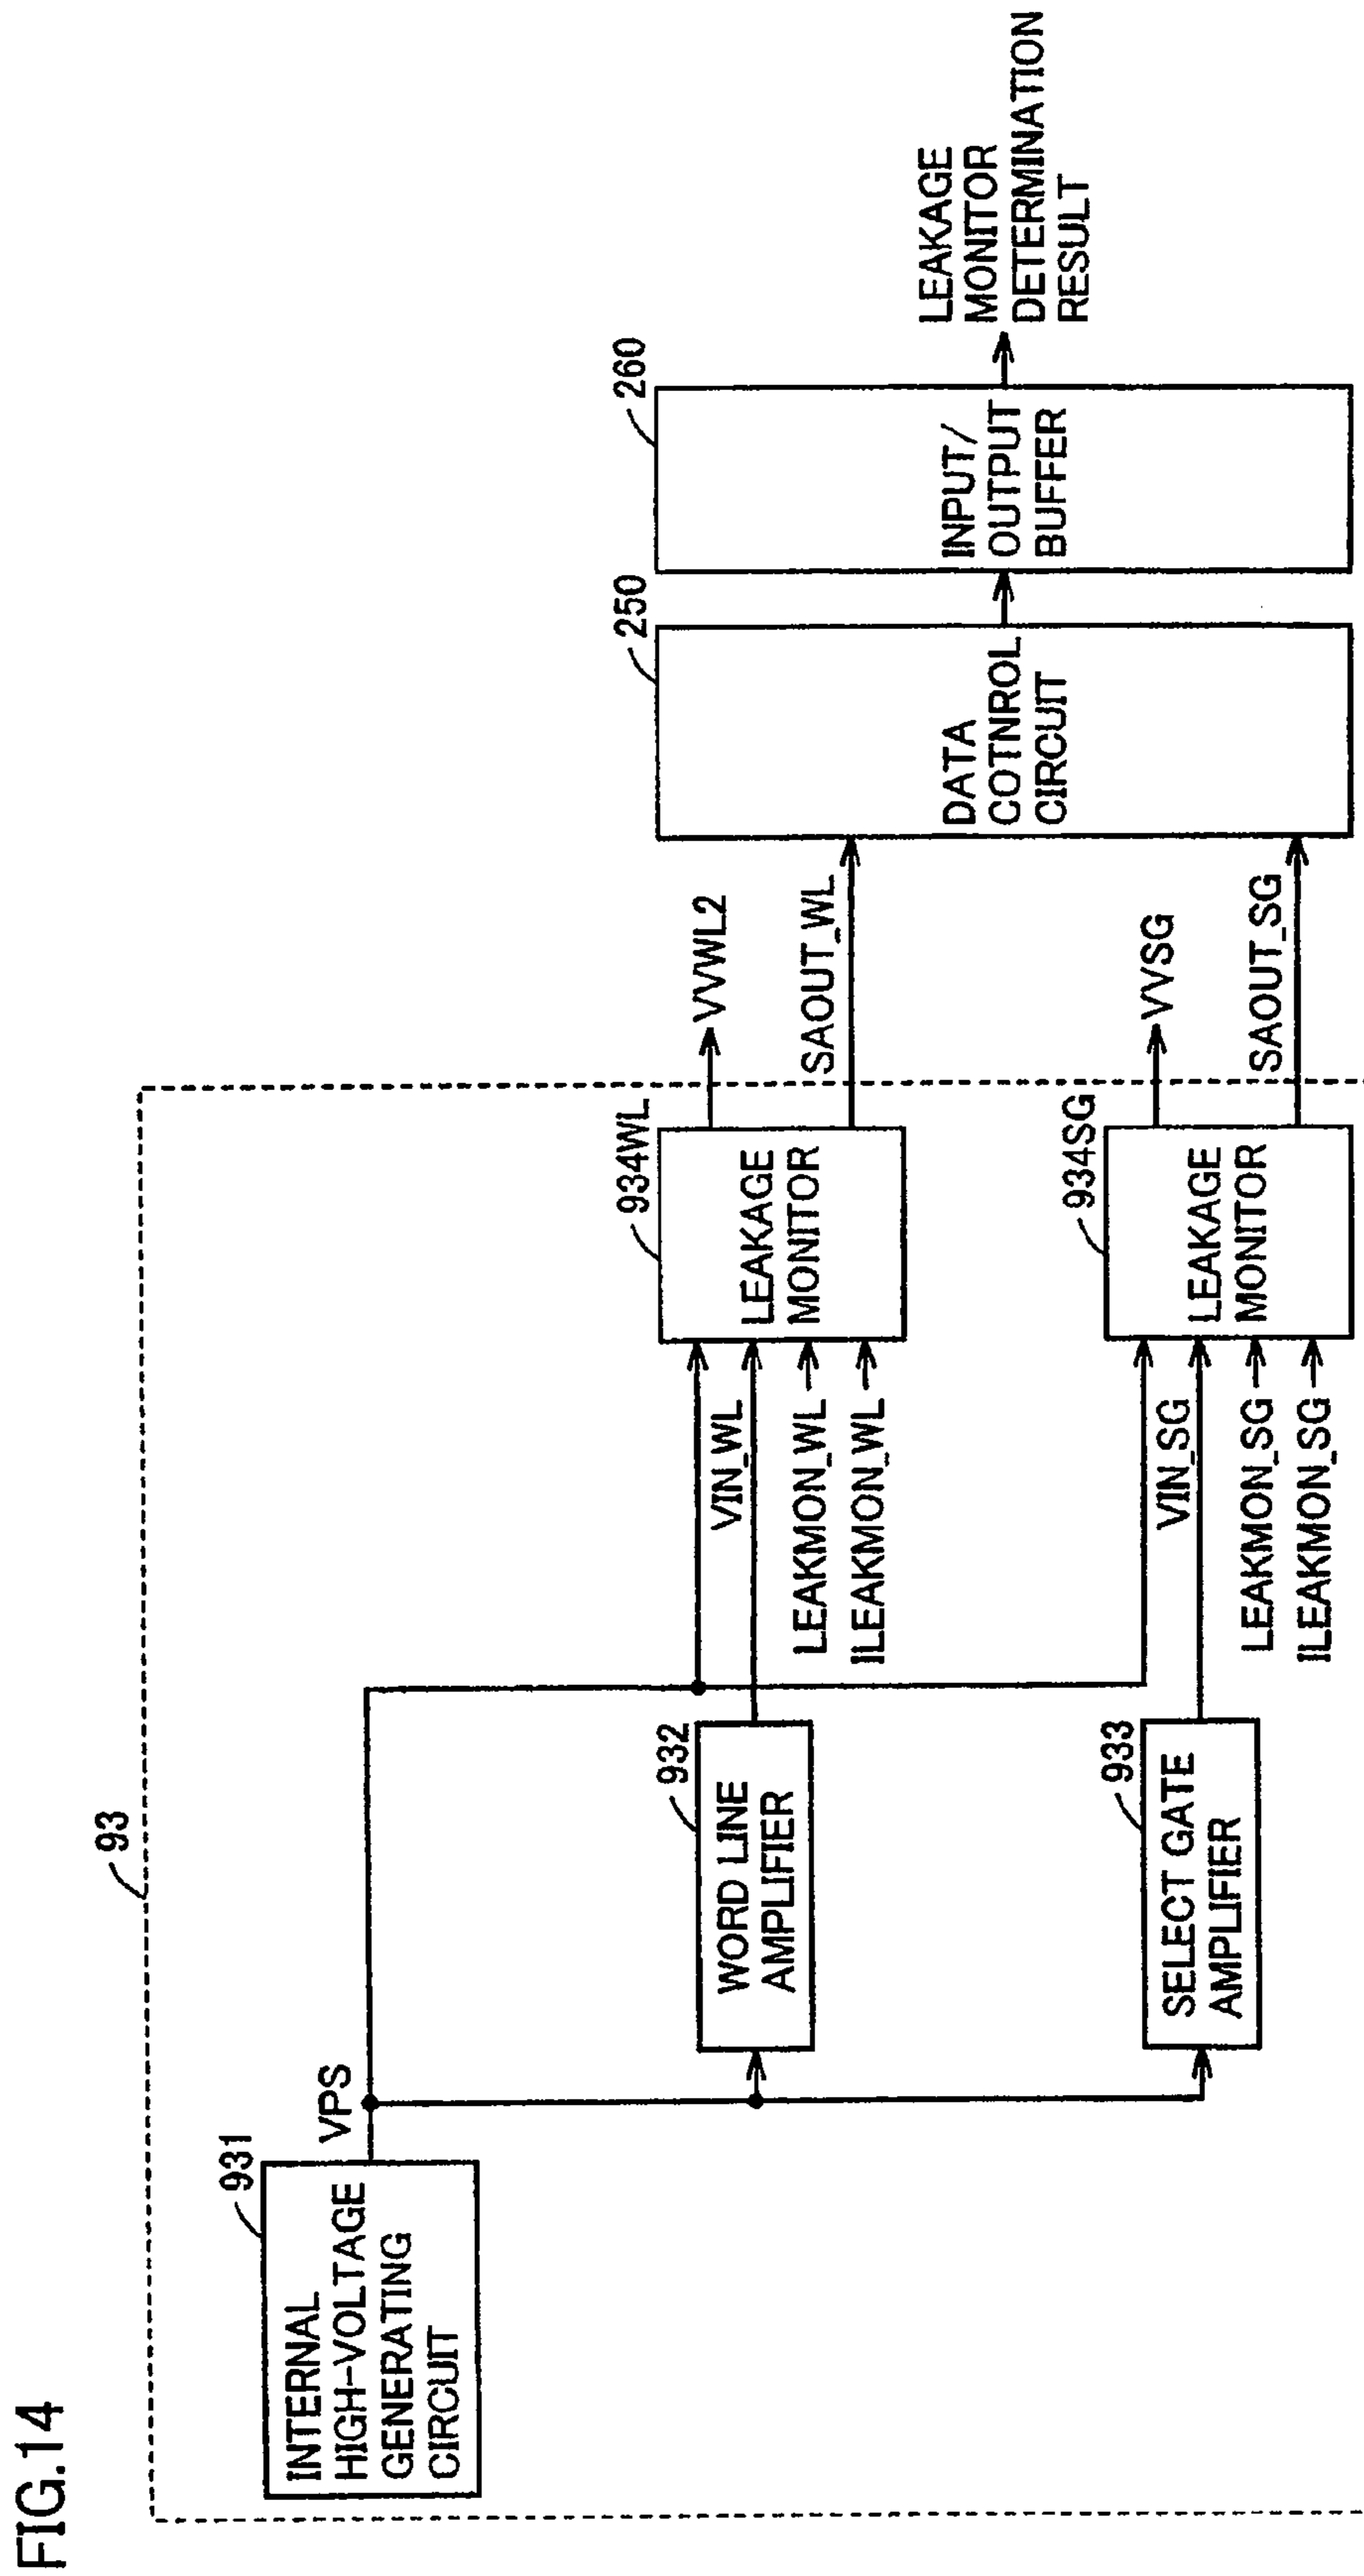 FIG.14
93
931
INTERNAL
HIGH-VOLTAGE
GENERATING
CIRCUIT
VPS
932
WORD LINE
AMPLIFIER
933
SELECT GATE
AMPLIFIER
VIN_WL
LEAKMON_WL
ILEAKMON_WL
VIN_SG
LEAKMON_SG
ILEAKMON_SG
934WL
LEAKAGE
MONITOR
934SG
LEAKAGE
MONITOR
VVWL2
SAOUT_WL
VVSG
SAOUT_SG
250
DATA
COTNROL
CIRCUIT
260
INPUT/
OUTPUT
BUFFER
LEAKAGE
MONITOR
DETERMINATION
RESULT